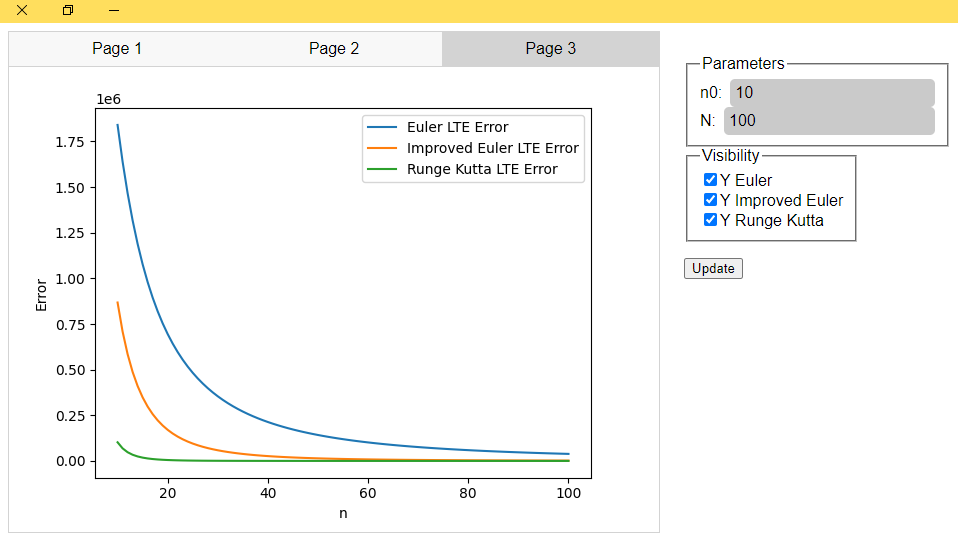 Page 1
Page 2
Page 3
1e6
1.75
1.50
1.25
1.00
0.75
0.50
0.25
0.00
Error
20
40
60
80
100
n
Euler LTE Error
Improved Euler LTE Error
Runge Kutta LTE Error
Parameters
n0: 10
N: 100
Visibility
Y Euler
Y Improved Euler
Y Runge Kutta
Update